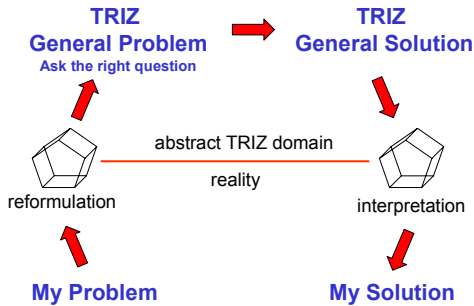 TRIZ
General Problem
Ask the right question
TRIZ
General Solution
abstract TRIZ domain
reality
reformulation
interpretation
My Problem
My Solution